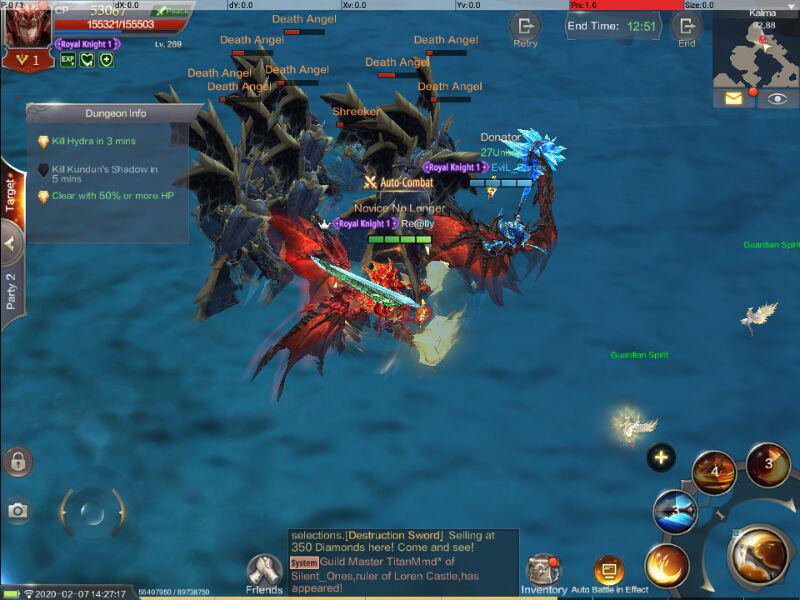 P: 0 / 1 dX: 0.0 dY: 0.0 Xv: 0.0 Yv: 0.0 Prs: 1.0 Size: 0.0
CP 53067
155321/155503
Peace
Royal Knight 1
Lv. 269
1
EXP
Death Angel
Death Angel
Death Angel
Death Angel
Death Angel
Death Angel
Death Angel
Death Angel
Shreeker
Retry
End Time: 12:51
End
Kalima
Dungeon Info
Kill Hydra in 3 mins
Kill Kundun's Shadow in
5 mins
Clear with 50% or more HP
Target
Party 2
Donator
Royal Knight 1
Auto-Combat
Novice No Longer
Royal Knight 1 Re@lly
Guardian Spirit
Guardian Spirit
4
3
selections.[Destruction Sword] Selling at
350 Diamonds here! Come and see!
System Guild Master TitanMmd* of
Silent_Ones,ruler of Loren Castle,has
appeared!
Friends
Inventory
Auto Battle in Effect
2020-02-07 14:27:17
56407950 / 89738750